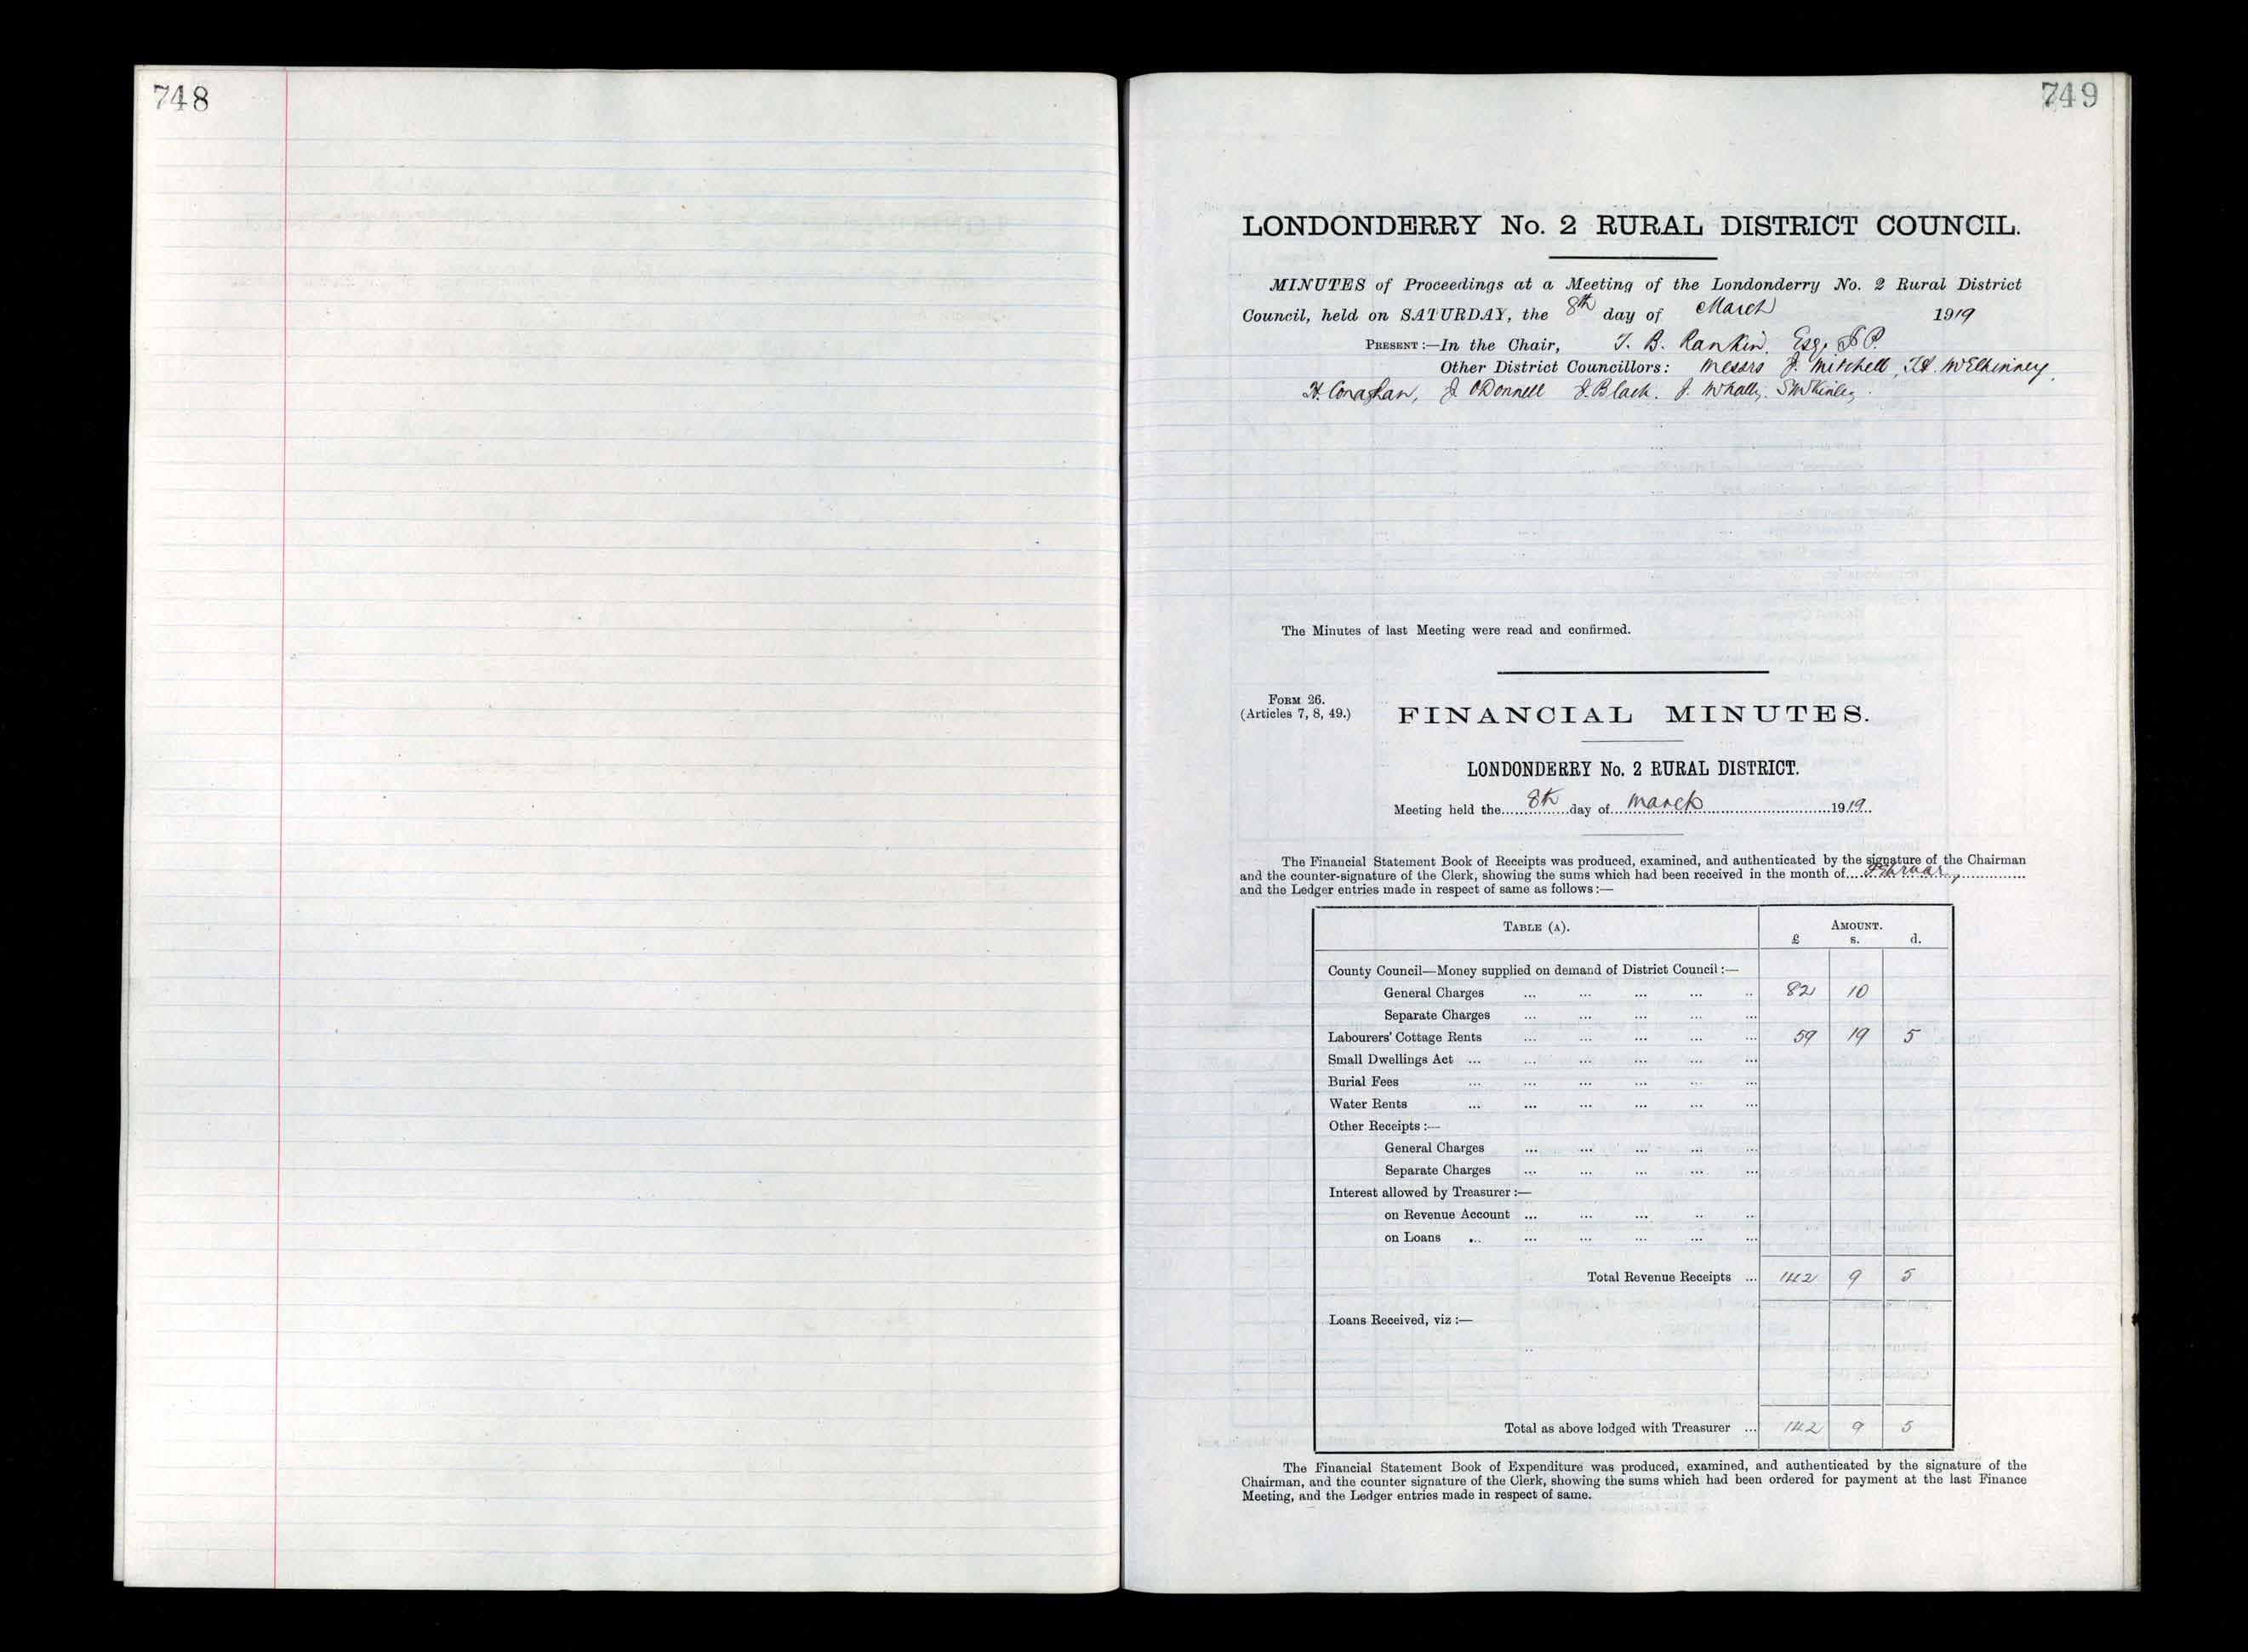 748
749
LONDONDERRY No. 2 RURAL DISTRICT COUNCIL.
MINUTES of Proceedings at a Meeting of the Londonderry No. 2 Rural District
Council, held on SATURDAY, the 8th day of March 1919
PRESENT:—In the Chair, T. B. Rankin, Esq. J.P.
Other District Councillors: Messrs J. Mitchell, McElhinney,
H. Conaghan, J. O'Donnell J. Black. J. McNally. S McKinley.
The Minutes of last Meeting were read and confirmed.
FORM 26.
(Articles 7, 8, 49.)
FINANCIAL MINUTES.
LONDONDERRY No. 2 RURAL DISTRICT.
Meeting held the 8th day of March 1919
The Financial Statement Book of Receipts was produced, examined, and authenticated by the signature of the Chairman
and the counter-signature of the Clerk, showing the sums which had been received in the month of February
and the Ledger entries made in respect of same as follows:—
TABLE (A). AMOUNT.
£ s. d.
County Council—Money supplied on demand of District Council:—
General Charges 82 10
Separate Charges
Labourers' Cottage Rents 59 19 5
Small Dwellings Act
Burial Fees
Water Rents
Other Receipts:—
General Charges
Separate Charges
Interest allowed by Treasurer:—
on Revenue Account
on Loans
Total Revenue Receipts 142 9 5
Loans Received, viz:—
Total as above lodged with Treasurer 142 9 5
The Financial Statement Book of Expenditure was produced, examined, and authenticated by the signature of the
Chairman, and the counter signature of the Clerk, showing the sums which had been ordered for payment at the last Finance
Meeting, and the Ledger entries made in respect of same.